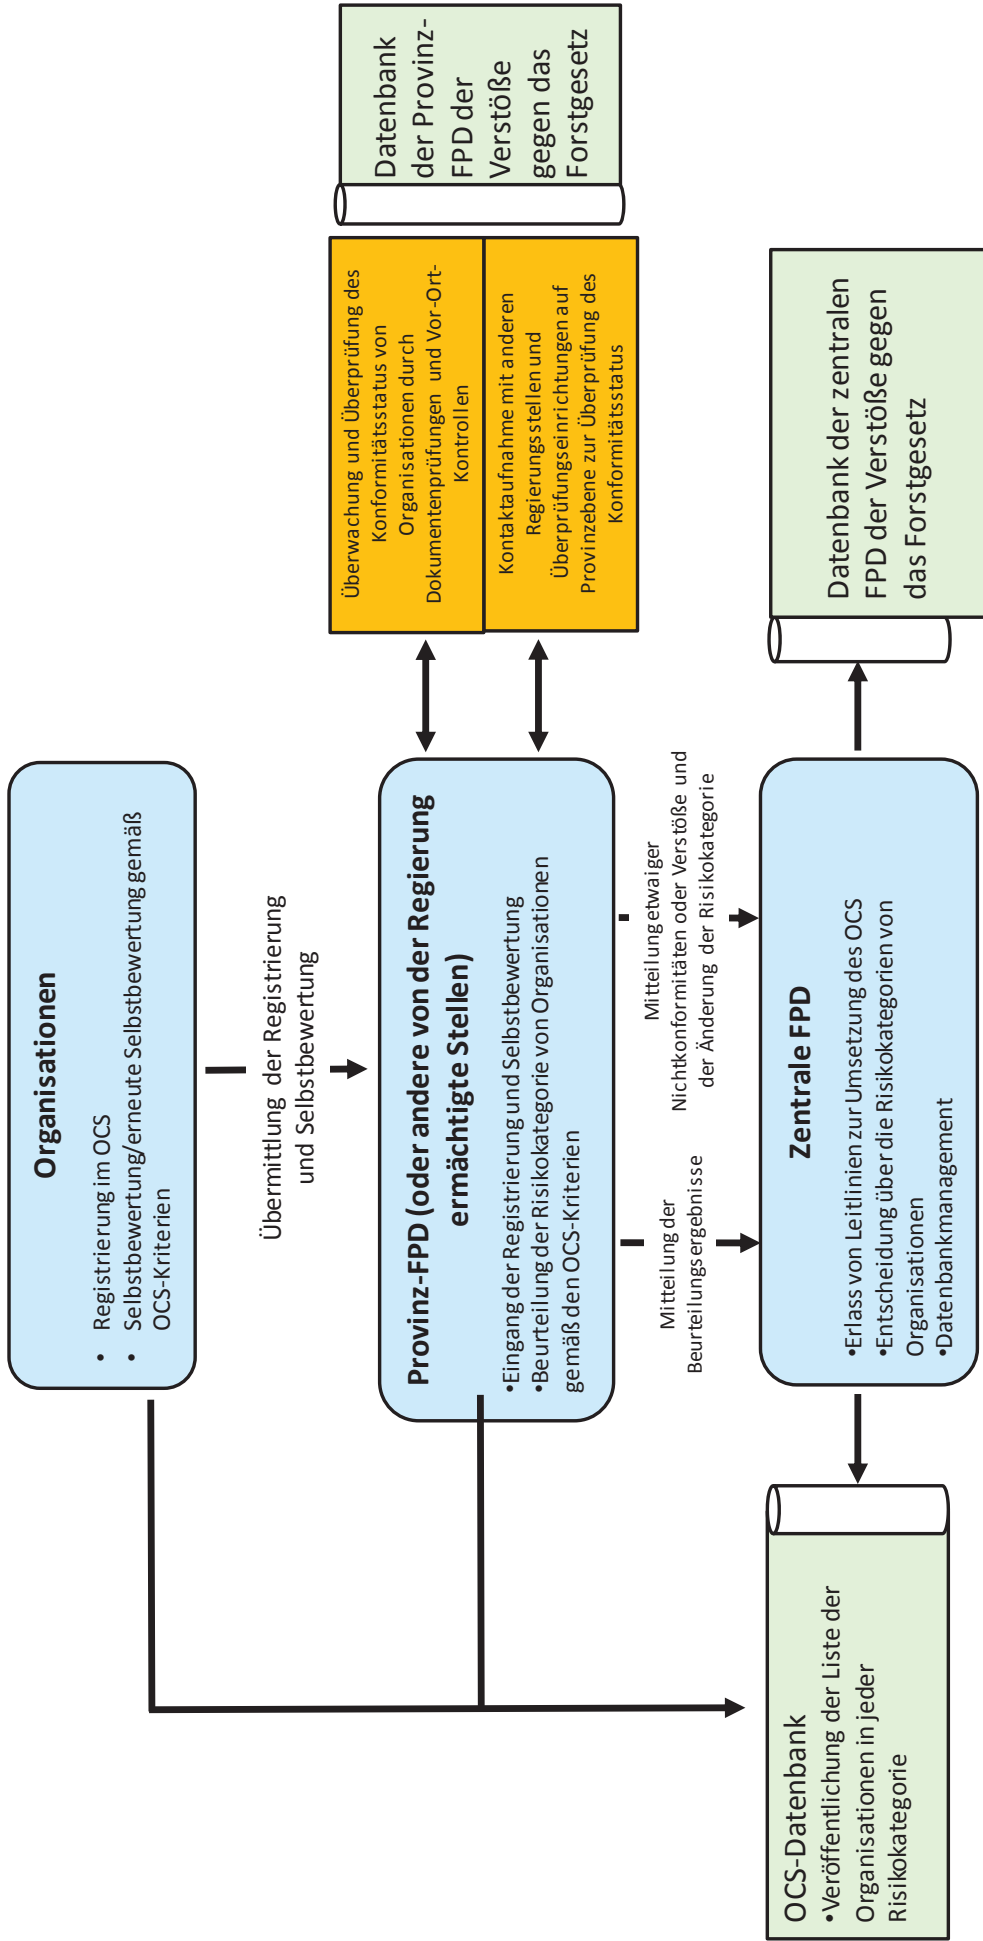 Organisationen
• Registrierung im OCS
• Selbstbewertung/erneute Selbstbewertung gemäß
OCS-Kriterien
Übermittlung der Registrierung
und Selbstbewertung
Provinz-FPD (oder andere von der Regierung
ermächtigte Stellen)
•Eingang der Registrierung und Selbstbewertung
•Beurteilung der Risikokategorie von Organisationen
gemäß den OCS-Kriterien
Überwachung und Überprüfung des
Konformitätsstatus von
Organisationen durch
Dokumentenprüfungen und Vor-Ort-
Kontrollen
Kontaktaufnahme mit anderen
Regierungsstellen und
Überprüfungseinrichtungen auf
Provinzebene zur Überprüfung des
Konformitätsstatus
Datenbank
der Provinz-
FPD der
Verstöße
gegen das
Forstgesetz
Mitteilung der
Beurteilungsergebnisse
Mitteilung etwaiger
Nichtkonformitäten oder Verstöße und
der Änderung der Risikokategorie
OCS-Datenbank
•Veröffentlichung der Liste der
Organisationen in jeder
Risikokategorie
Zentrale FPD
•Erlass von Leitlinien zur Umsetzung des OCS
•Entscheidung über die Risikokategorien von
Organisationen
•Datenbankmanagement
Datenbank der zentralen
FPD der Verstöße gegen
das Forstgesetz